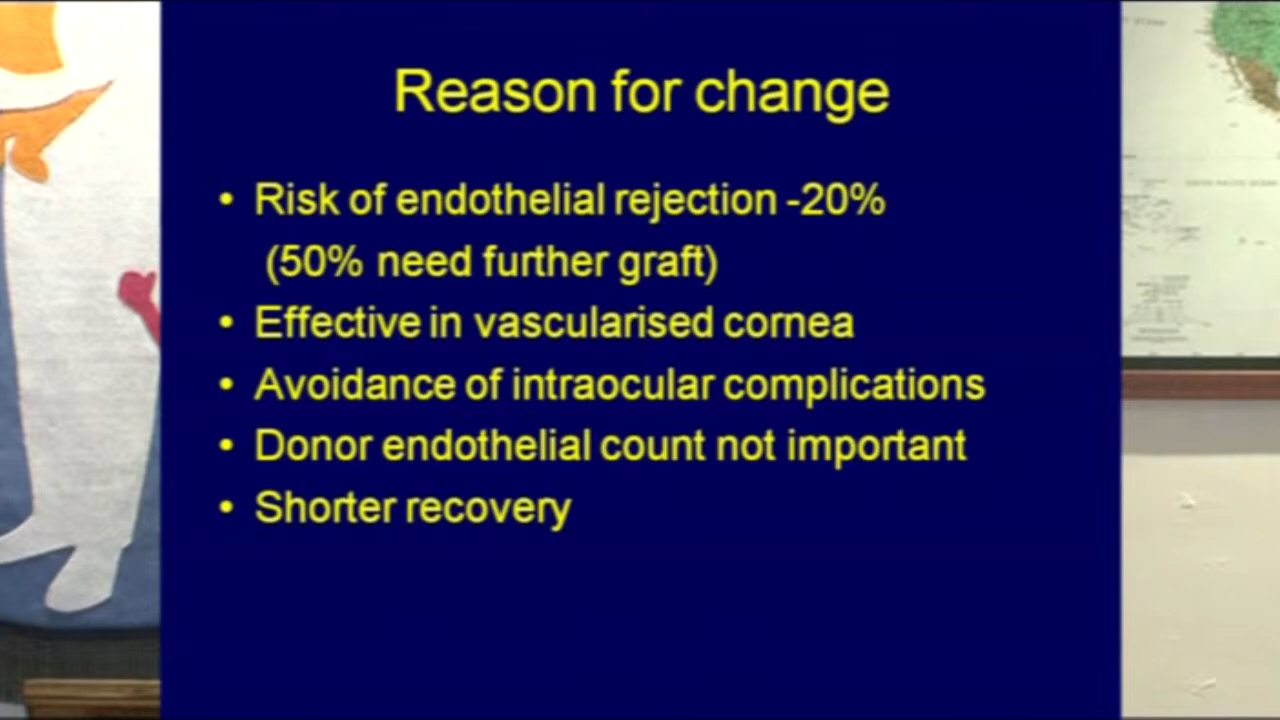 Reason for change
• Risk of endothelial rejection -20%
(50% need further graft)
• Effective in vascularised cornea
• Avoidance of intraocular complications
• Donor endothelial count not important
• Shorter recovery